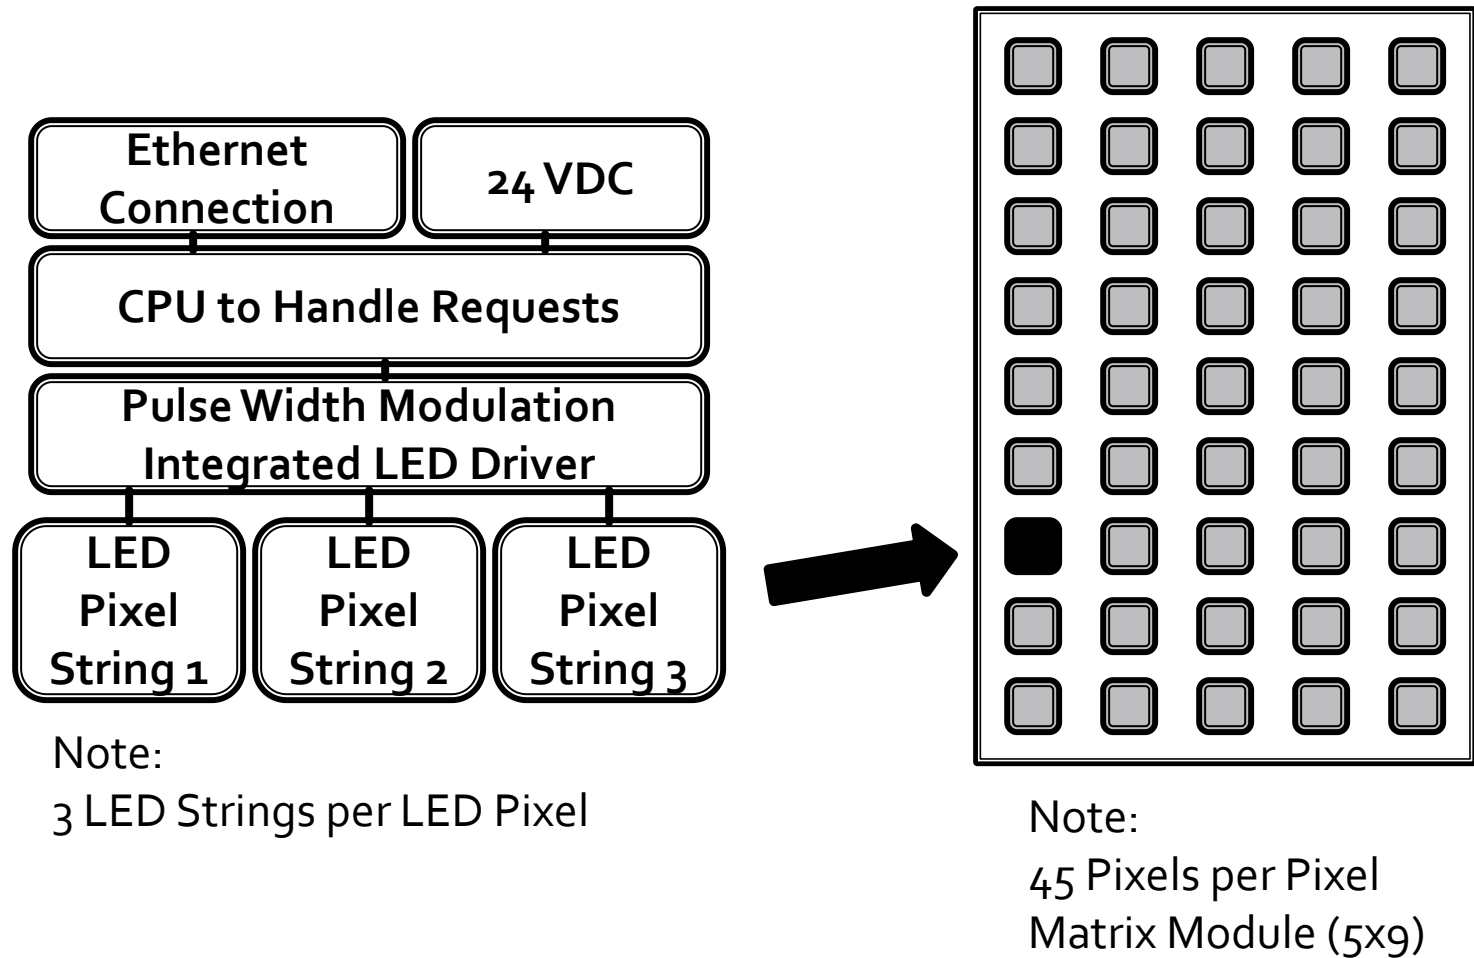 Ethernet
Connection
24 VDC
CPU to Handle Requests
Pulse Width Modulation
Integrated LED Driver
LED
Pixel
String 1
LED
Pixel
String 2
LED
Pixel
String 3
Note:
3 LED Strings per LED Pixel
Note:
45 Pixels per Pixel
Matrix Module (5x9)